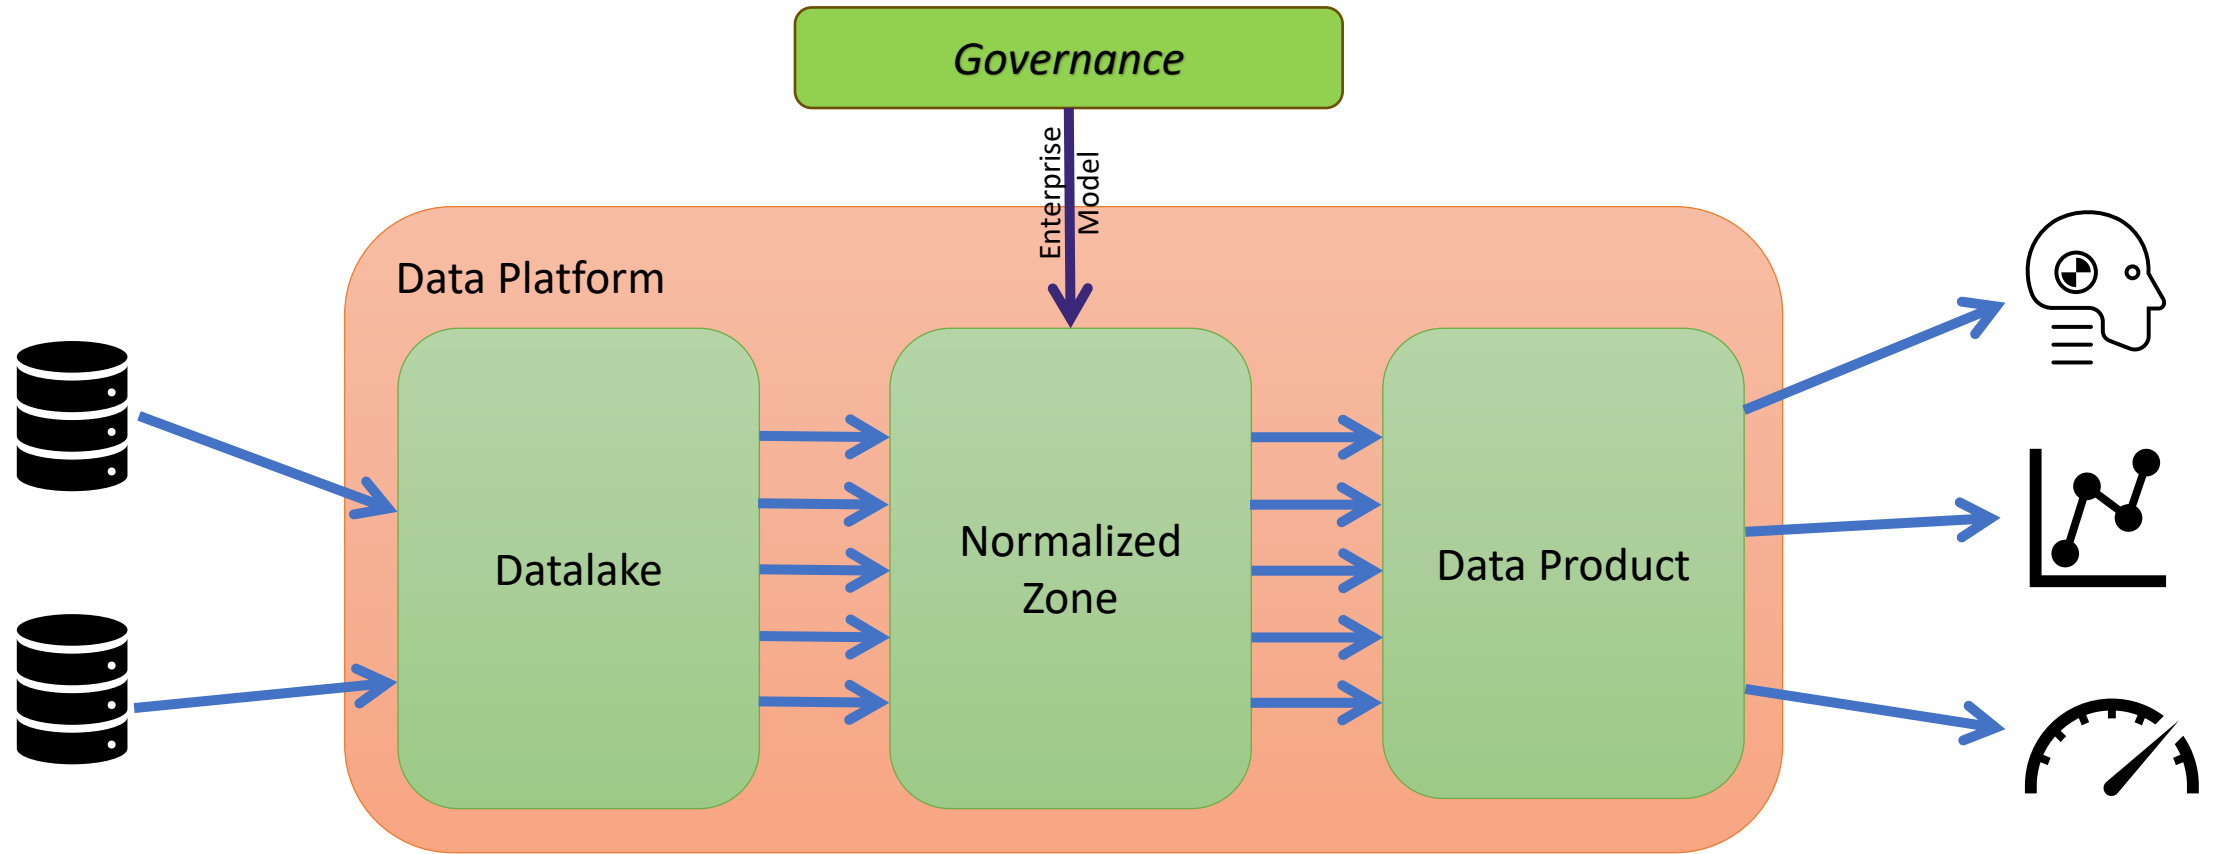 Governance
Enterprise
Model
Data Platform
Datalake
Normalized
Zone
Data Product